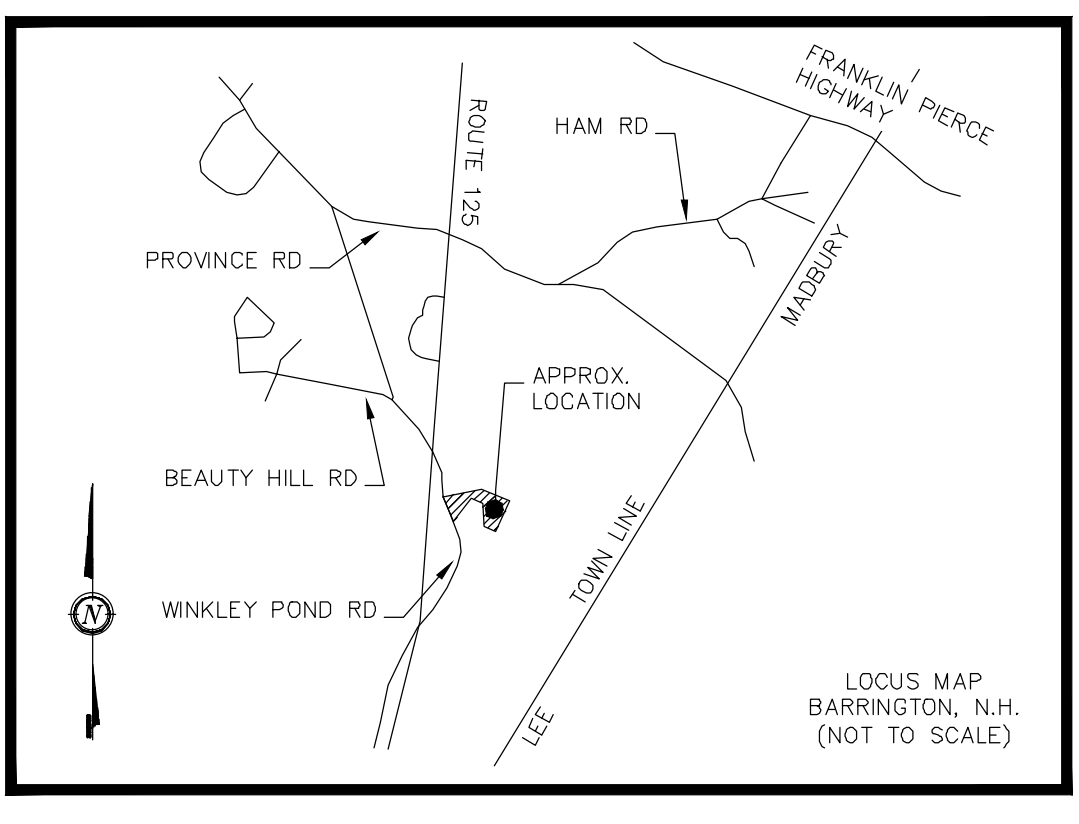 FRANKLIN PIERCE
HIGHWAY
HAM RD
ROUTE 125
PROVINCE RD
MADBURY
APPROX.
LOCATION
BEAUTY HILL RD
TOWN LINE
WINKLEY POND RD
N
LEE
LOCUS MAP
BARRINGTON, N.H.
(NOT TO SCALE)